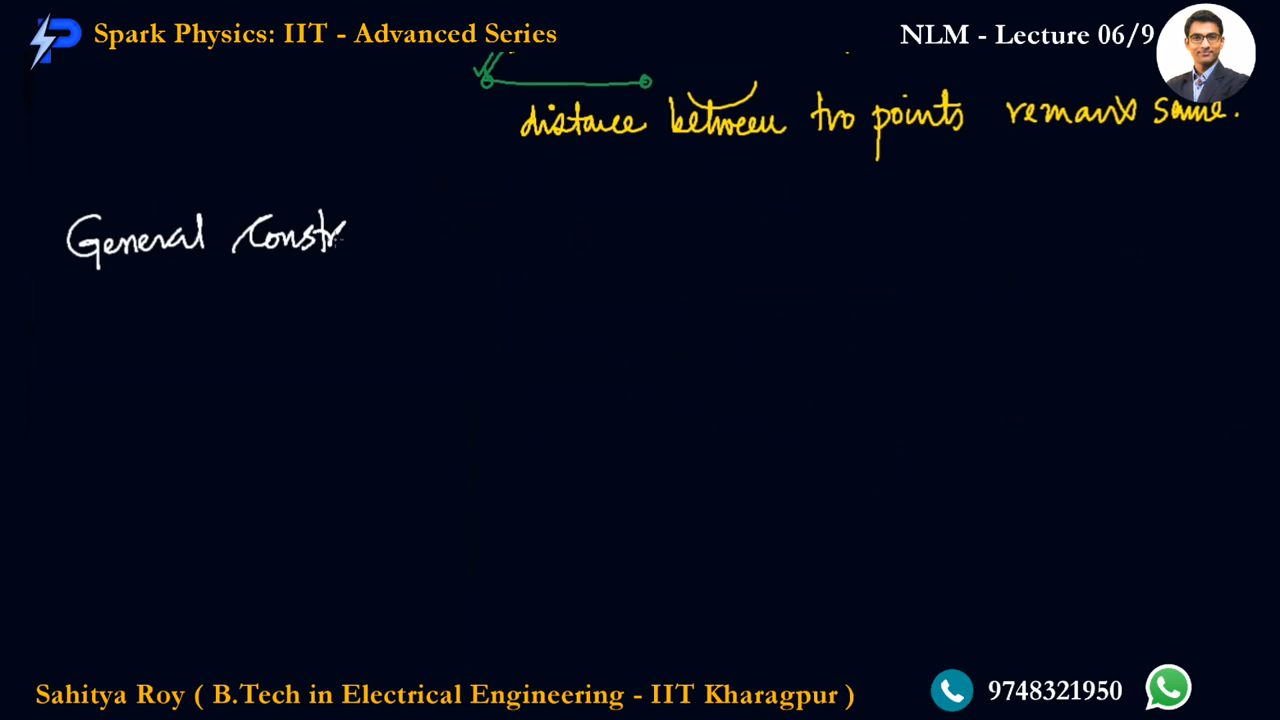 Spark Physics: IIT - Advanced Series
NLM - Lecture 06/9
distance between two points remains same.
General Constr
Sahitya Roy ( B.Tech in Electrical Engineering - IIT Kharagpur )
9748321950